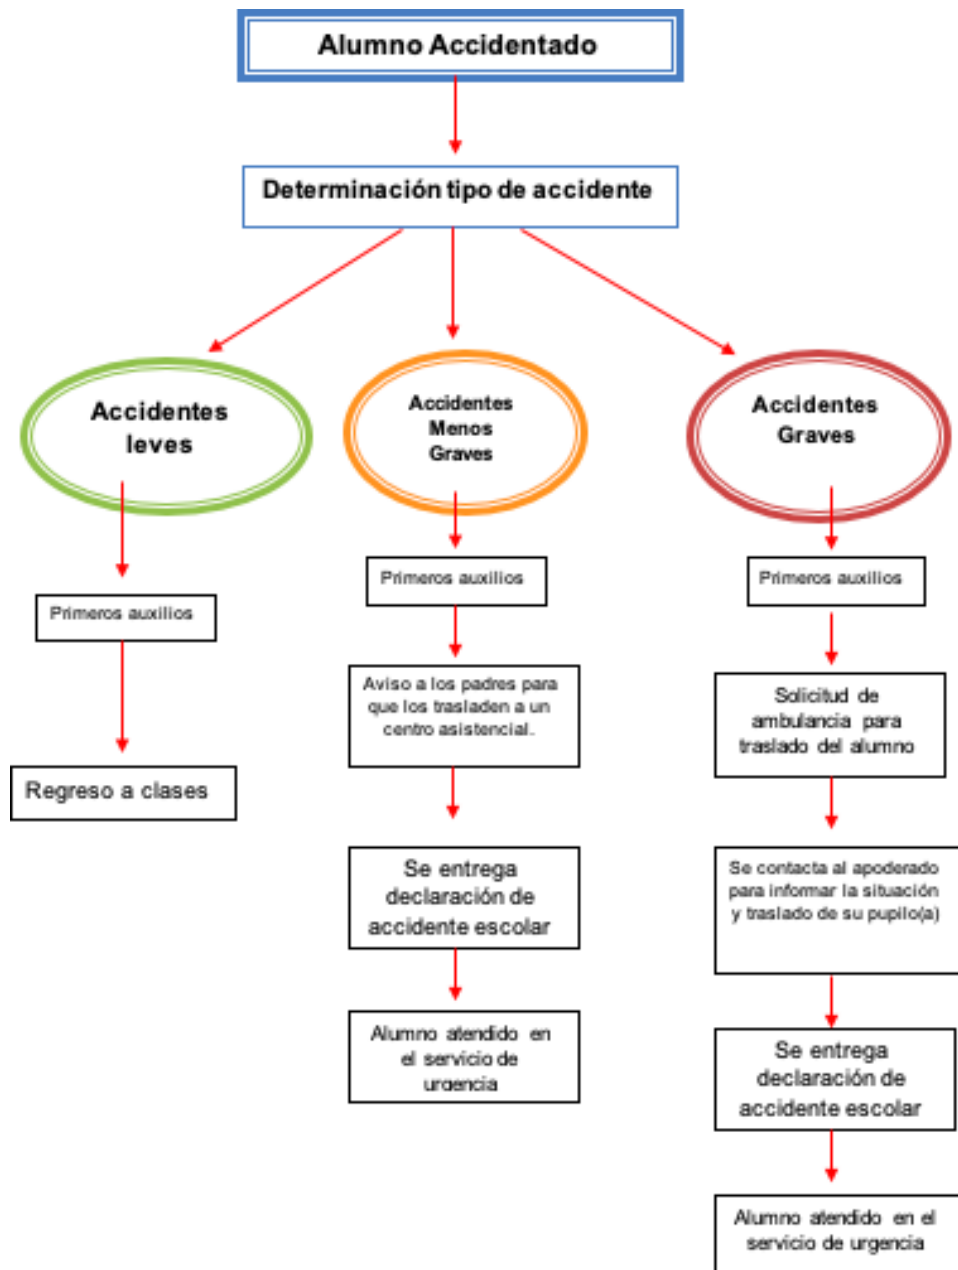 Alumno Accidentado
Determinación tipo de accidente
Accidentes
leves
Accidentes
Menos
Graves
Accidentes
Graves
Primeros auxilios
Regreso a clases
Primeros auxilios
Aviso a los padres para
que los trasladen a un
centro asistencial.
Se entrega
declaración de
accidente escolar
Alumno atendido en
el servicio de
urgencia
Primeros auxilios
Solicitud de
ambulancia para
traslado del alumno
Se contacta al apoderado
para informar la situación
y traslado de su pupilo(a)
Se entrega
declaración de
accidente escolar
Alumno atendido en el
servicio de urgencia